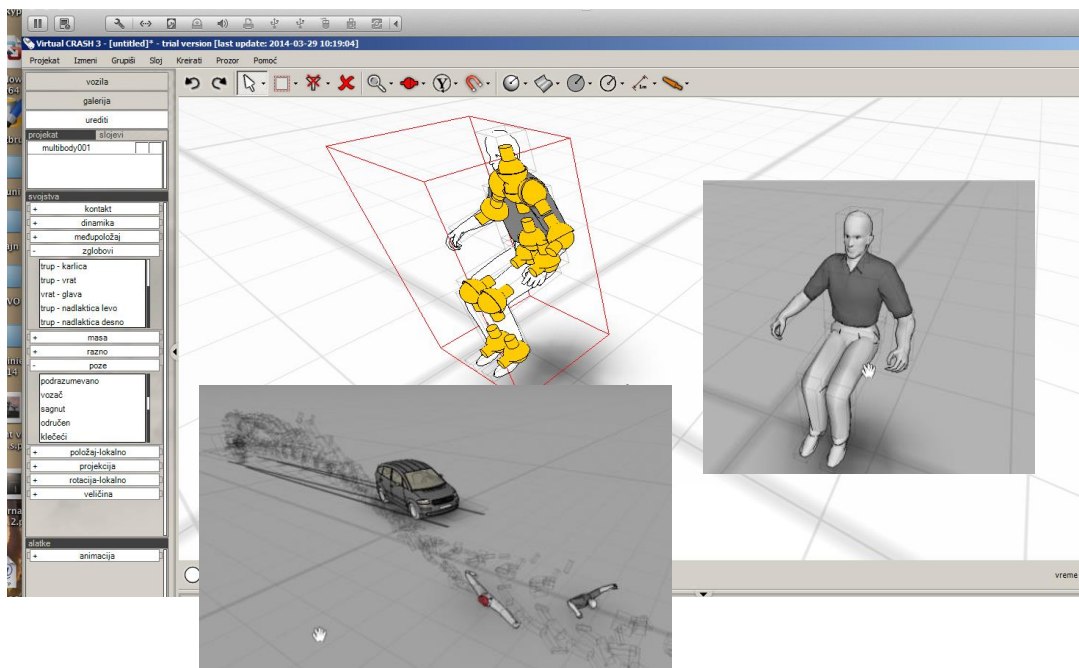 Virtual CRASH 3 - [untitled]* - trial version [last update: 2014-03-29 10:19:04]
Projekat Izmeni Grupiši Sloj Kreirati Prozor Pomoć
vozila
galerija
urediti
projekat slojevi
multibody001
svojstva
+ kontakt
+ dinamika
+ međupoložaj
- zglobovi
trup - karlica
trup - vrat
vrat - glava
trup - nadlaktica levo
trup - nadlaktica desno
+ masa
+ razno
- poze
podrazumevano
vozač
sagnut
odručen
klečeći
+ položaj-lokalno
+ projekcija
+ rotacija-lokalno
+ veličina
alatke
+ animacija
vreme